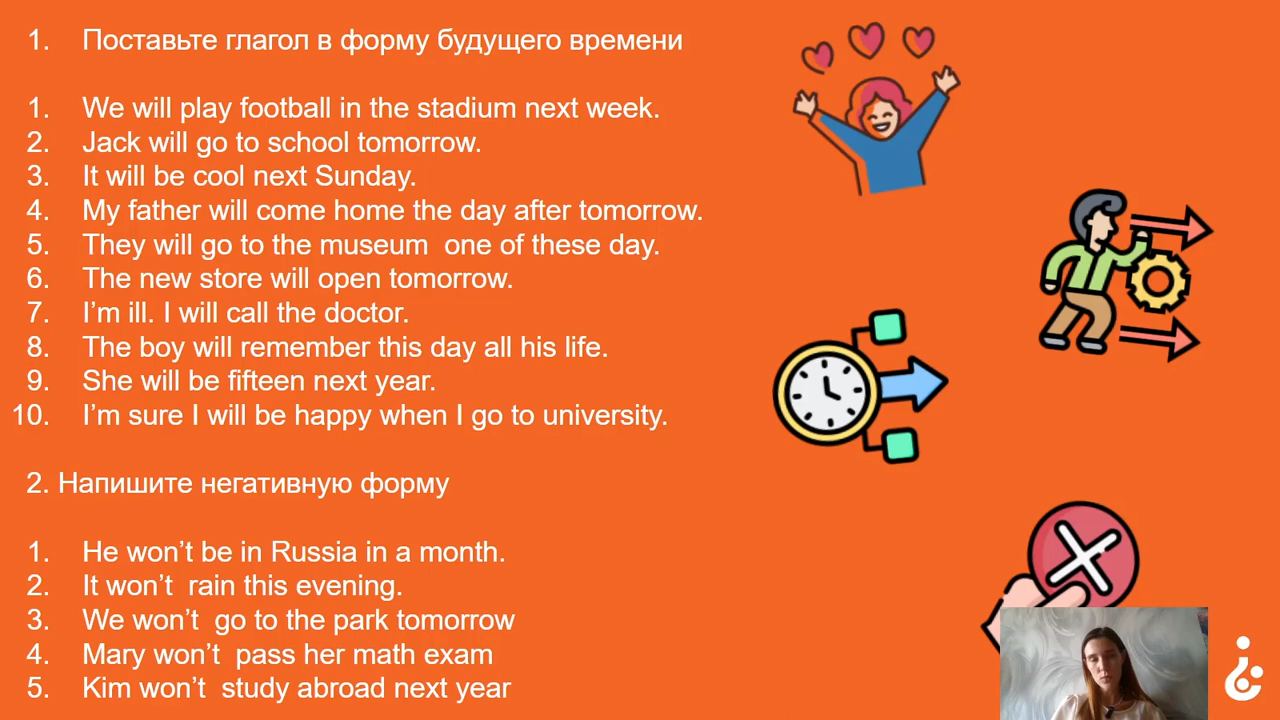 1. Поставьте глагол в форму будущего времени
1. We will play football in the stadium next week.
2. Jack will go to school tomorrow.
3. It will be cool next Sunday.
4. My father will come home the day after tomorrow.
5. They will go to the museum  one of these day.
6. The new store will open tomorrow.
7. I’m ill. I will call the doctor.
8. The boy will remember this day all his life.
9. She will be fifteen next year.
10. I’m sure I will be happy when I go to university.
2. Напишите негативную форму
1. He won’t be in Russia in a month.
2. It won’t  rain this evening.
3. We won’t  go to the park tomorrow
4. Mary won’t  pass her math exam
5. Kim won’t  study abroad next year